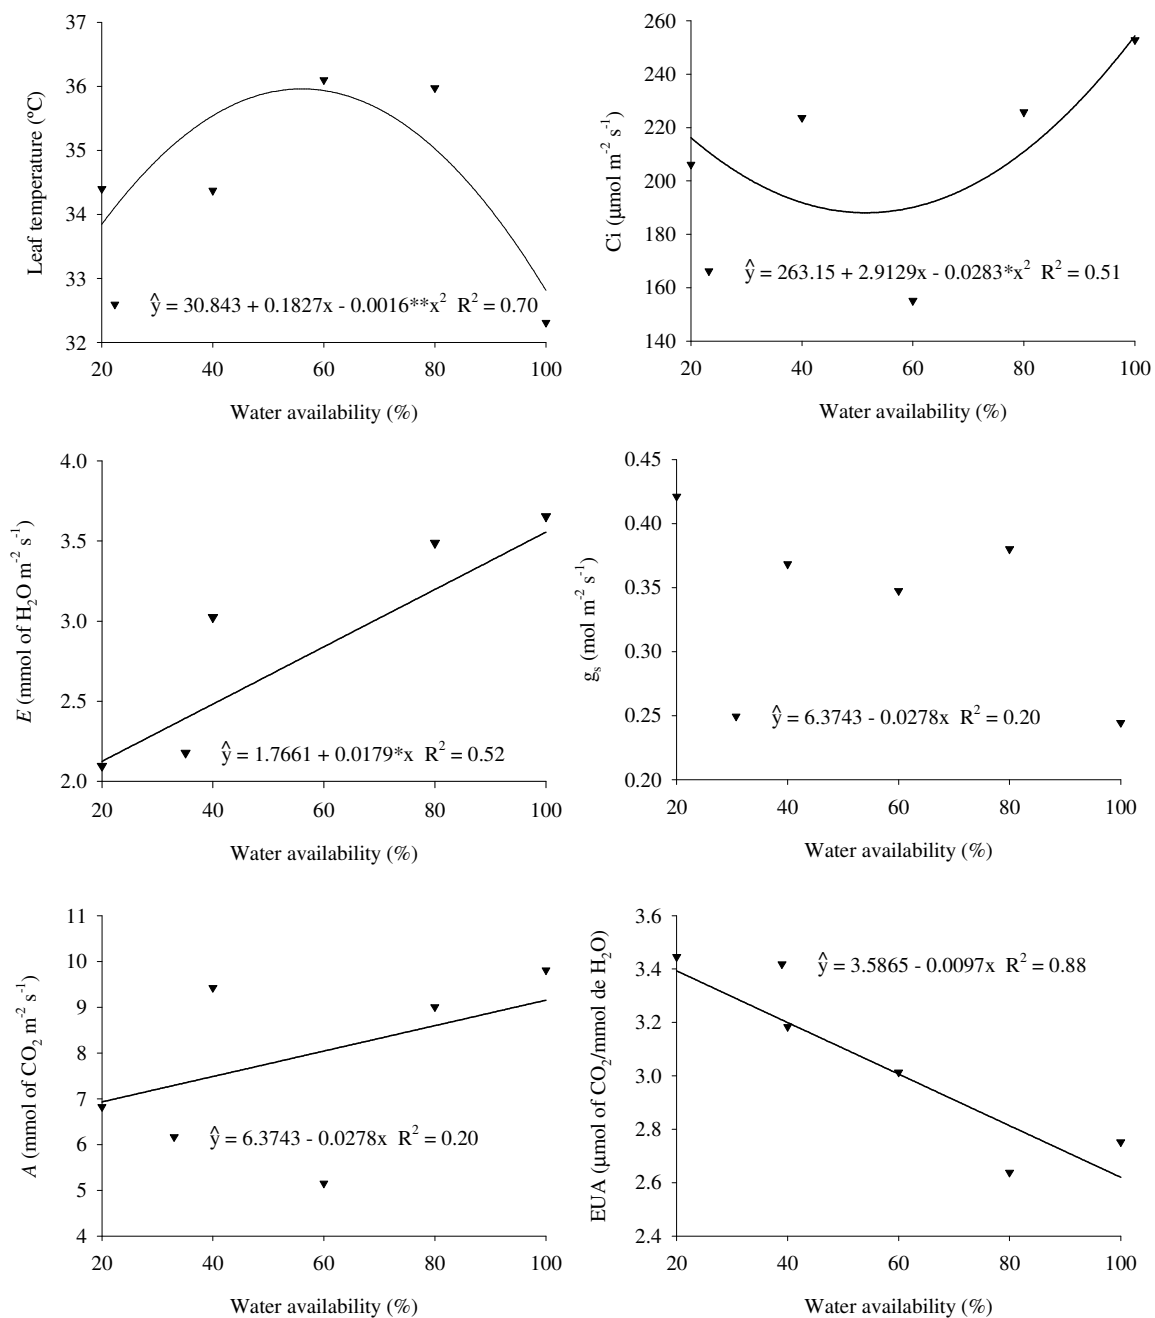 37
36
35
34
33
32
Leaf temperature (ºC)
ŷ = 30.843 + 0.1827x - 0.0016**x² R² = 0.70
20 40 60 80 100
Water availability (%)
260
240
220
200
180
160
140
Ci (µmol m⁻² s⁻¹)
ŷ = 263.15 + 2.9129x - 0.0283*x² R² = 0.51
20 40 60 80 100
Water availability (%)
4.0
3.5
3.0
2.5
2.0
E (mmol of H₂O m⁻² s⁻¹)
ŷ = 1.7661 + 0.0179*x R² = 0.52
20 40 60 80 100
Water availability (%)
0.45
0.40
0.35
0.30
0.25
0.20
gₛ (mol m⁻² s⁻¹)
ŷ = 6.3743 - 0.0278x R² = 0.20
20 40 60 80 100
Water availability (%)
11
10
9
8
7
6
5
4
A (mmol of CO₂ m⁻² s⁻¹)
ŷ = 6.3743 - 0.0278x R² = 0.20
20 40 60 80 100
Water availability (%)
3.6
3.4
3.2
3.0
2.8
2.6
2.4
EUA (µmol of CO₂/mmol de H₂O)
ŷ = 3.5865 - 0.0097x R² = 0.88
20 40 60 80 100
Water availability (%)